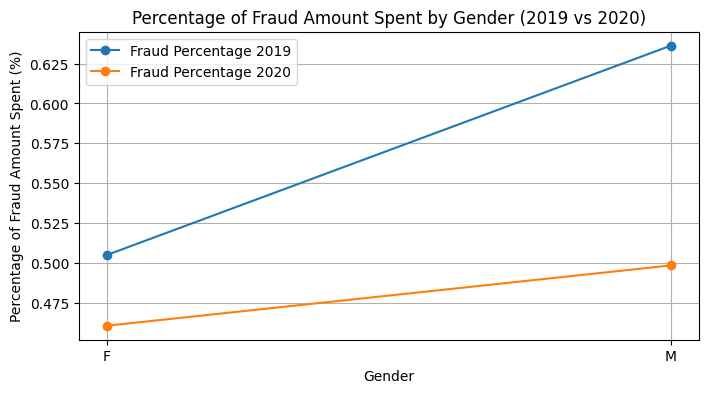 Percentage of Fraud Amount Spent by Gender (2019 vs 2020)
Fraud Percentage 2019
Fraud Percentage 2020
Percentage of Fraud Amount Spent (%)
0.625
0.600
0.575
0.550
0.525
0.500
0.475
F
M
Gender